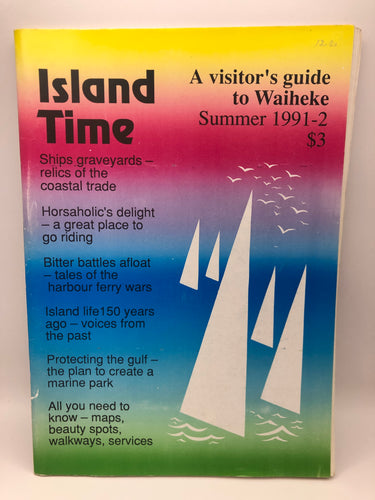 Island
Time
A visitor's guide
to Waiheke
Summer 1991-2
$3
Ships graveyards –
relics of the
coastal trade
Horsaholic's delight
– a great place to
go riding
Bitter battles afloat
– tales of the
harbour ferry wars
Island life150 years
ago – voices from
the past
Protecting the gulf –
the plan to create a
marine park
All you need to
know – maps,
beauty spots,
walkways, services